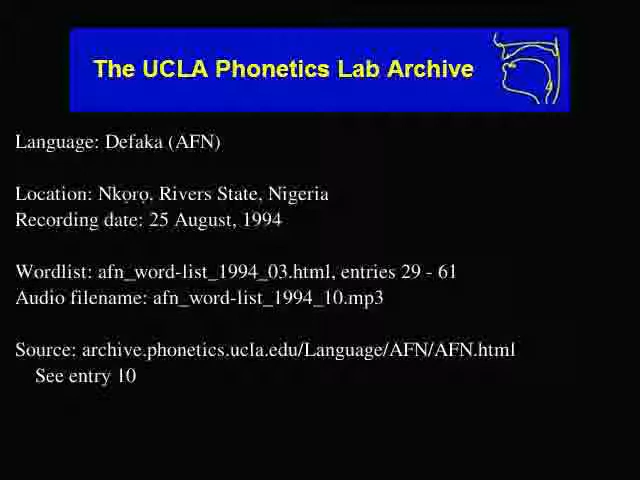 The UCLA Phonetics Lab Archive
Language: Defaka (AFN)
Location: Nkọrọ, Rivers State, Nigeria
Recording date: 25 August, 1994
Wordlist: afn_word-list_1994_03.html, entries 29 - 61
Audio filename: afn_word-list_1994_10.mp3
Source: archive.phonetics.ucla.edu/Language/AFN/AFN.html
See entry 10